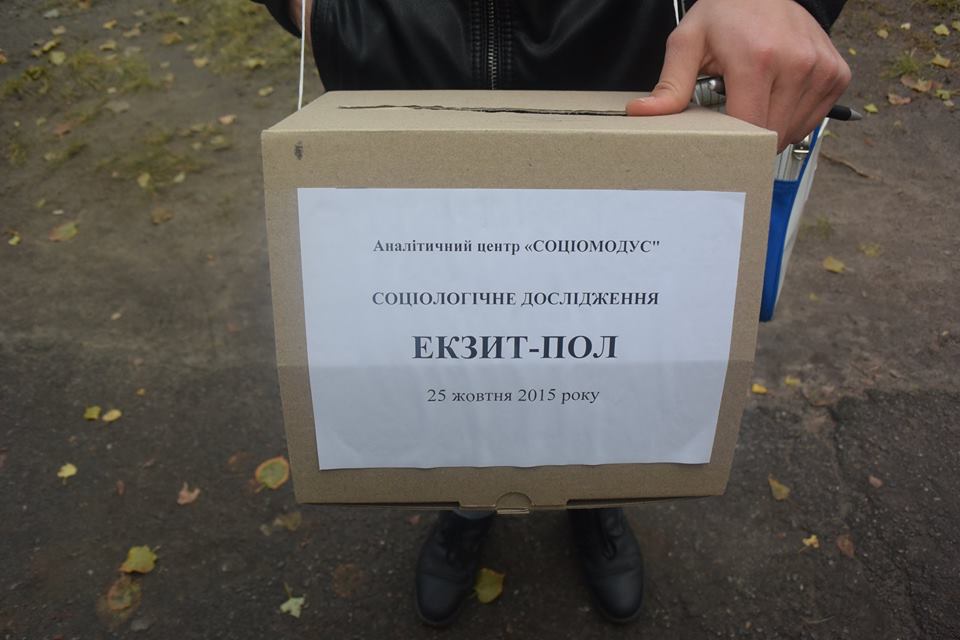 Аналітичний центр «СОЦІОМОДУС"
СОЦІОЛОГІЧНЕ ДОСЛІДЖЕННЯ
ЕКЗИТ-ПОЛ
25 жовтня 2015 року